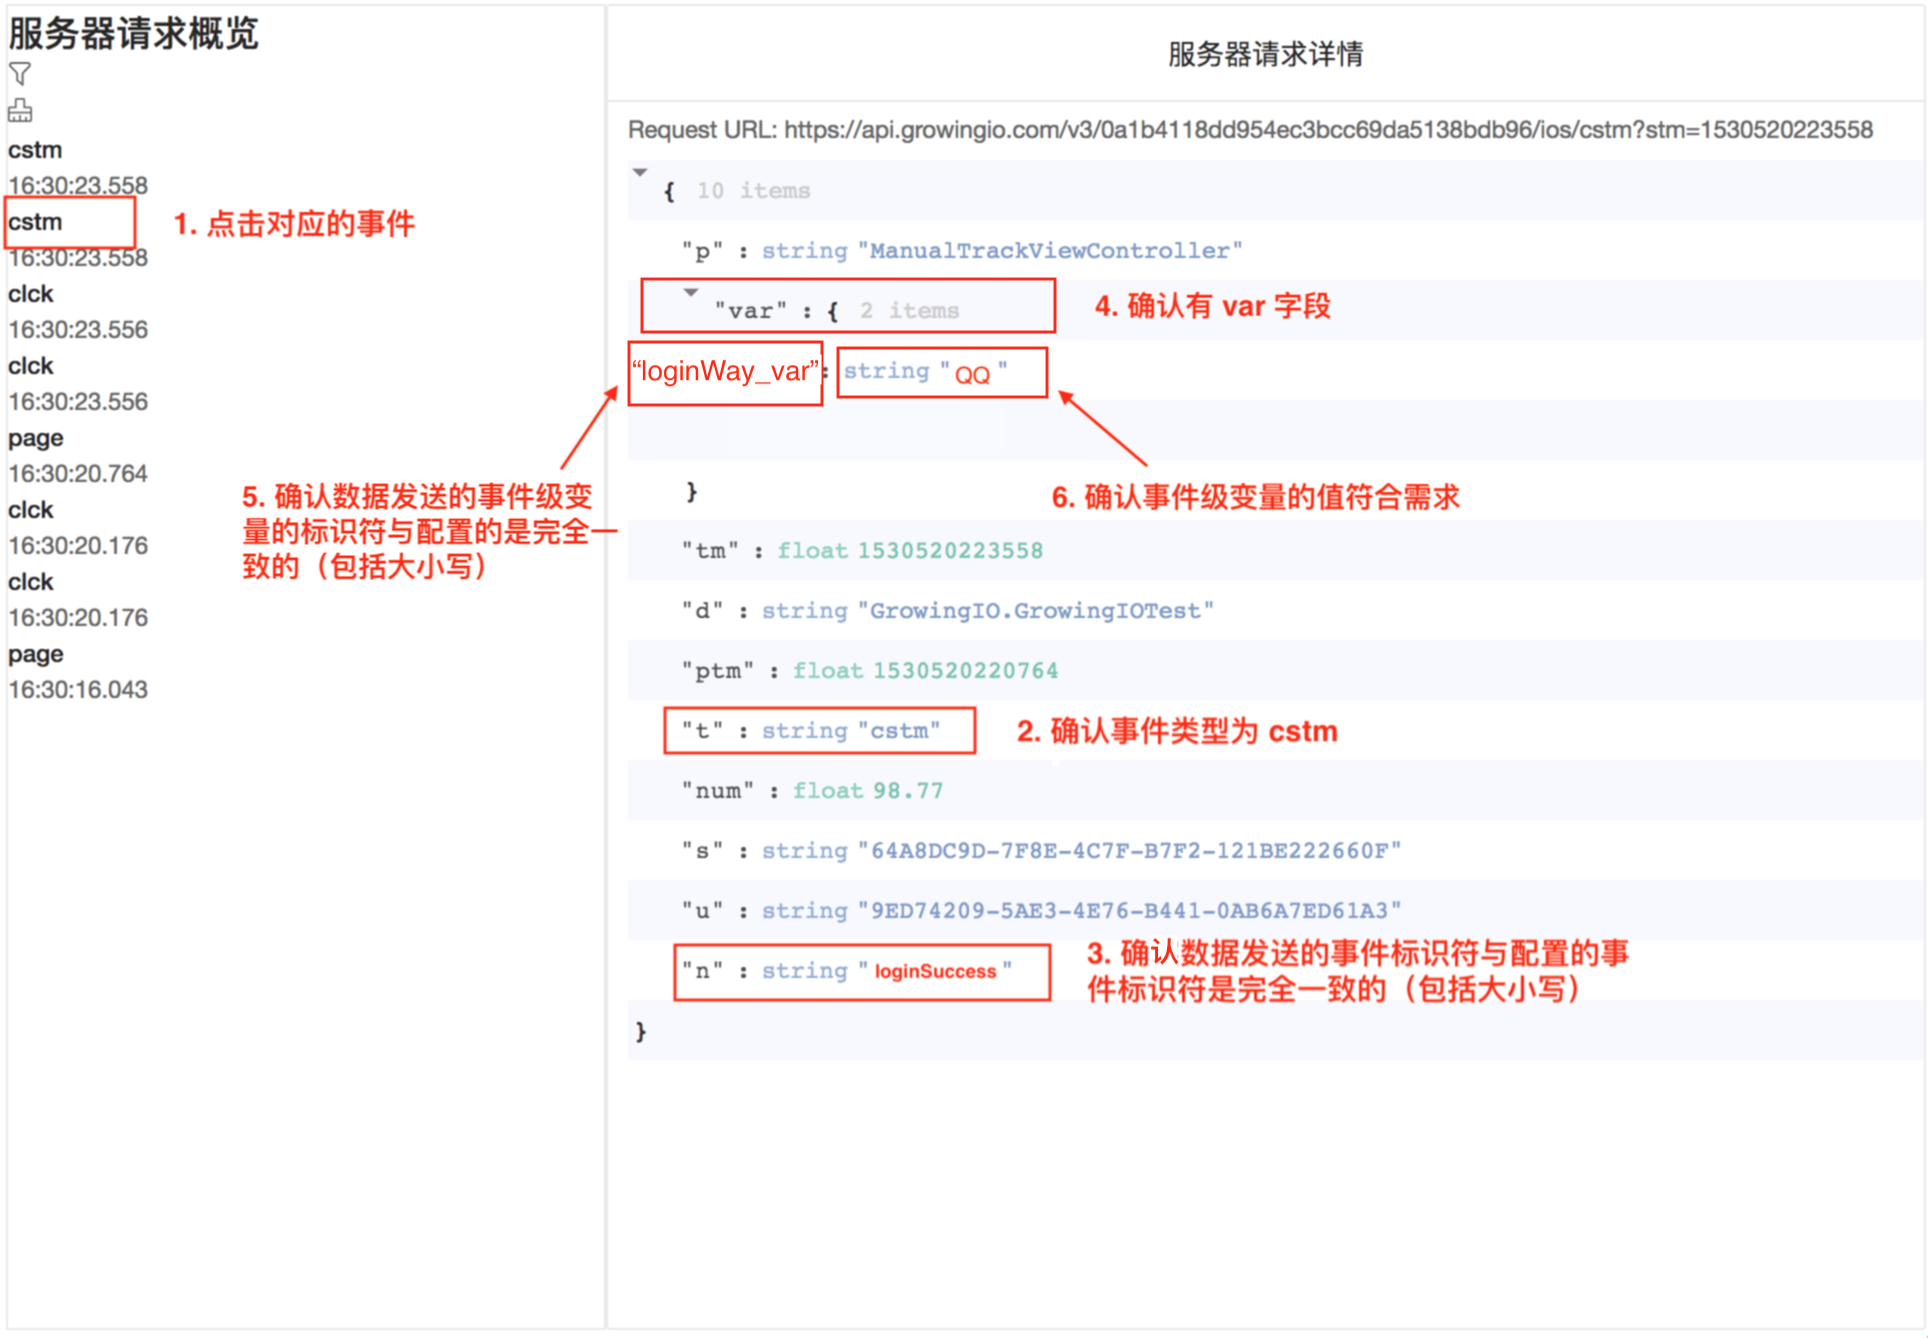 服务器请求概览
cstm
16:30:23.558
cstm
1. 点击对应的事件
16:30:23.558
clck
16:30:23.556
clck
16:30:23.556
page
16:30:20.764
clck
16:30:20.176
clck
16:30:20.176
page
16:30:16.043
5. 确认数据发送的事件级变
量的标识符与配置的是完全一
致的（包括大小写）
服务器请求详情
Request URL: https://api.growingio.com/v3/0a1b4118dd954ec3bcc69da5138bdb96/ios/cstm?stm=1530520223558
{ 10 items
"p" : string "ManualTrackViewController"
"var" : { 2 items
4. 确认有 var 字段
“loginWay_var”: string "QQ"
}
6. 确认事件级变量的值符合需求
"tm" : float 1530520223558
"d" : string "GrowingIO.GrowingIOTest"
"ptm" : float 1530520220764
"t" : string "cstm"
2. 确认事件类型为 cstm
"num" : float 98.77
"s" : string "64A8DC9D-7F8E-4C7F-B7F2-121BE222660F"
"u" : string "9ED74209-5AE3-4E76-B441-0AB6A7ED61A3"
"n" : string "loginSuccess"
3. 确认数据发送的事件标识符与配置的事
件标识符是完全一致的（包括大小写）
}